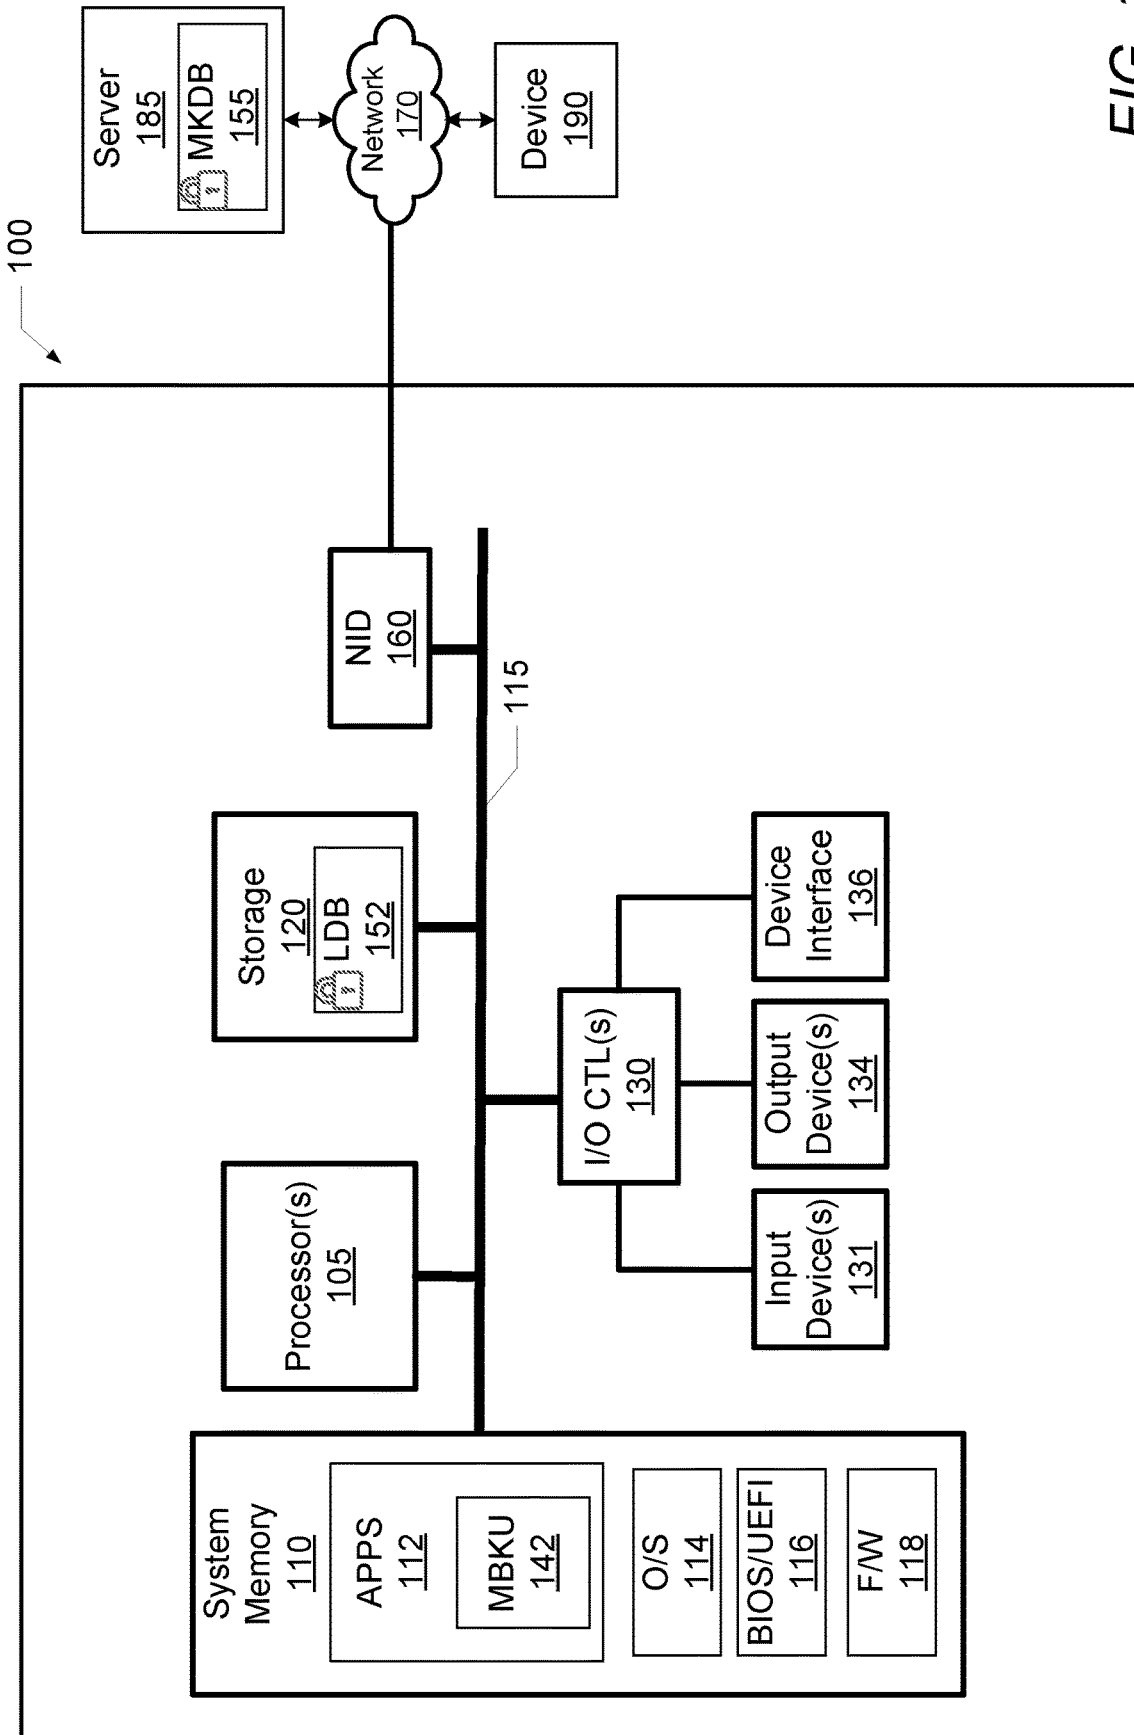 100
System
Memory
110
APPS
112
MBKU
142
O/S
114
BIOS/UEFI
116
F/W
118
Processor(s)
105
Storage
120
LDB
152
NID
160
115
I/O CTL(s)
130
Input
Device(s)
131
Output
Device(s)
134
Device
Interface
136
Server
185
MKDB
155
Network
170
Device
190
FIG.